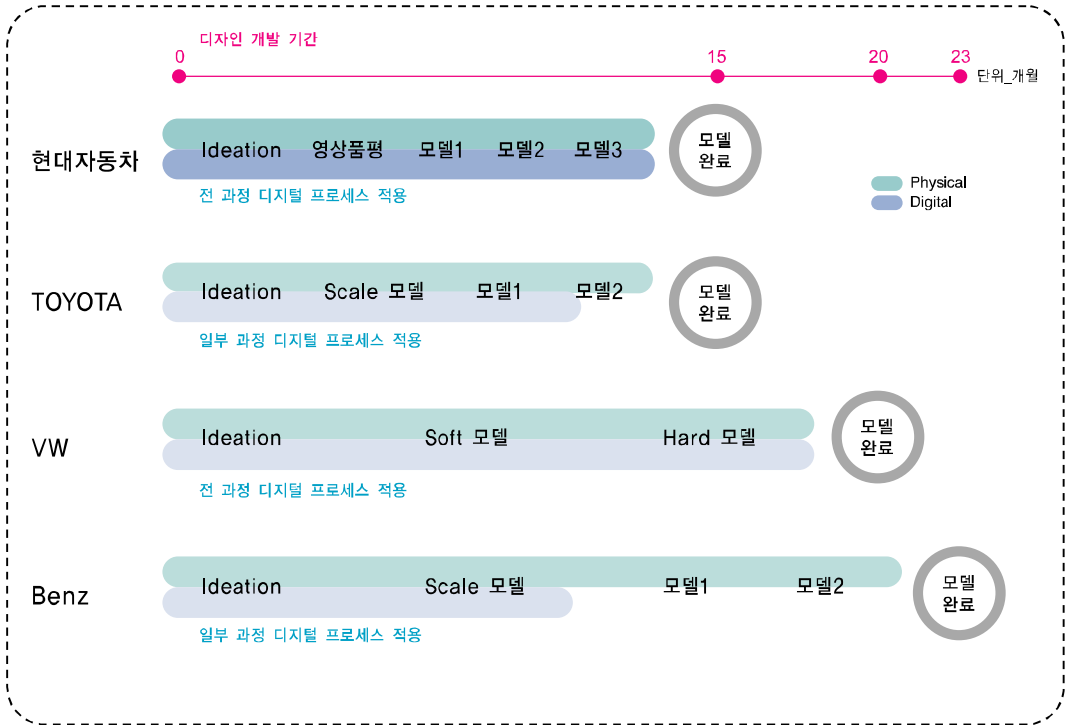 디자인 개발 기간
0 15 20 23 단위_개월
현대자동차
Ideation 영상품평 모델1 모델2 모델3
모델
완료
전 과정 디지털 프로세스 적용
Physical
Digital
TOYOTA
Ideation Scale 모델 모델1 모델2
모델
완료
일부 과정 디지털 프로세스 적용
VW
Ideation Soft 모델 Hard 모델
모델
완료
전 과정 디지털 프로세스 적용
Benz
Ideation Scale 모델 모델1 모델2
모델
완료
일부 과정 디지털 프로세스 적용